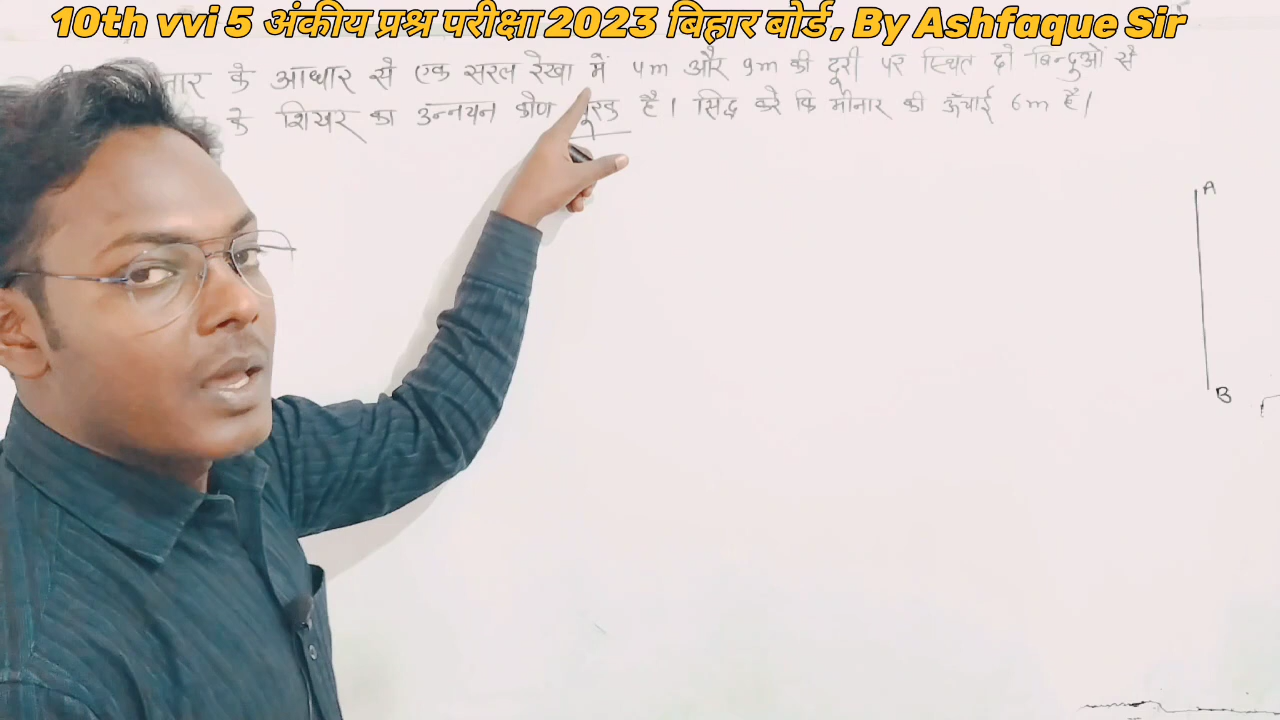 10th vvi 5 अंकीय प्रश्न परीक्षा 2023 बिहार बोर्ड, By Ashfaque Sir
के आधार से एक सरल रेखा में 4m और 9m की दूरी पर स्थित दो बिन्दुओं से
के शिखर का उन्नयन कोण है। सिद्ध करे कि मीनार की ऊँचाई 6m है।
A
B